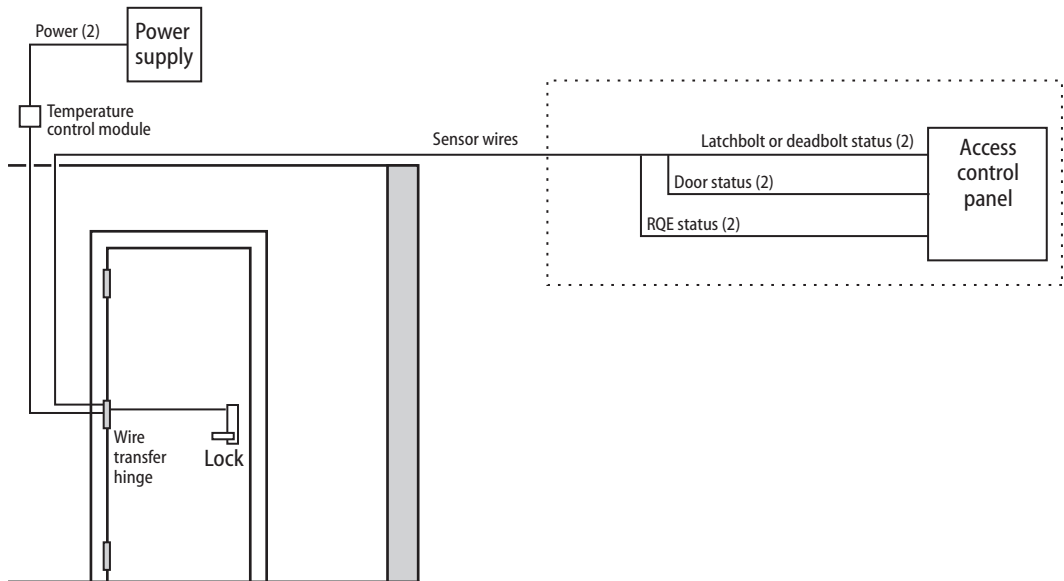 Power (2)
Power
supply
Temperature
control module
Sensor wires
Latchbolt or deadbolt status (2)
Door status (2)
RQE status (2)
Access
control
panel
Wire
transfer
hinge
Lock